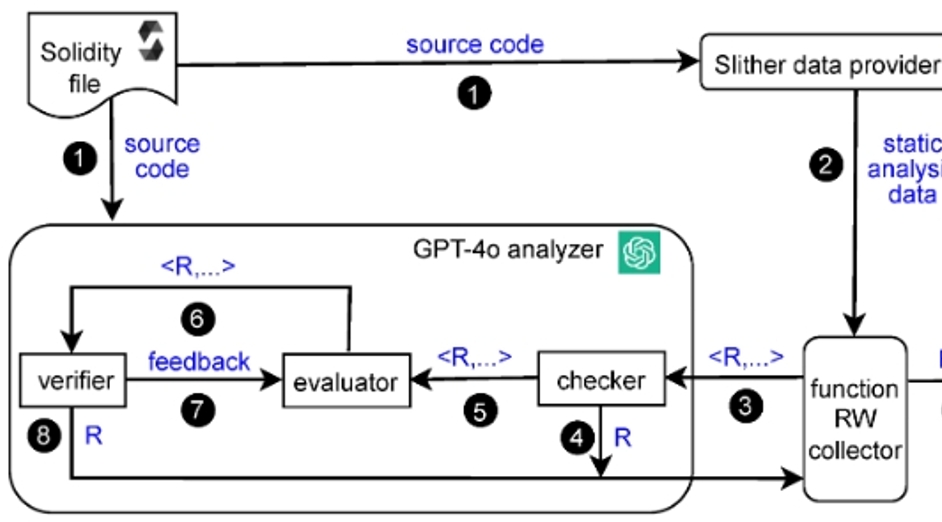 Solidity
file
source code
1
Slither data provider
1
source
code
2
static
analysi
data
GPT-4o analyzer
<R,...>
6
verifier
feedback
7
evaluator
<R,...>
5
checker
<R,...>
3
function
RW
collector
8
R
4
R